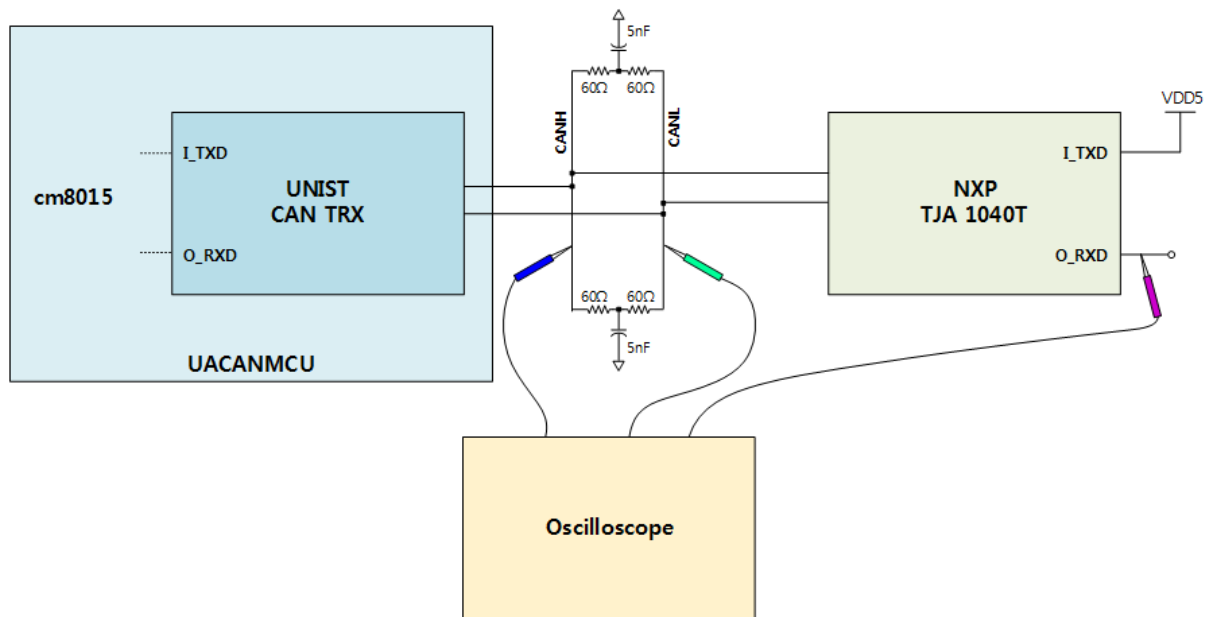 5nF
60Ω 60Ω
VDD5
CANH
CANL
I_TXD
I_TXD
cm8015
UNIST
CAN TRX
NXP
TJA 1040T
O_RXD
O_RXD
60Ω 60Ω
5nF
UACANMCU
Oscilloscope